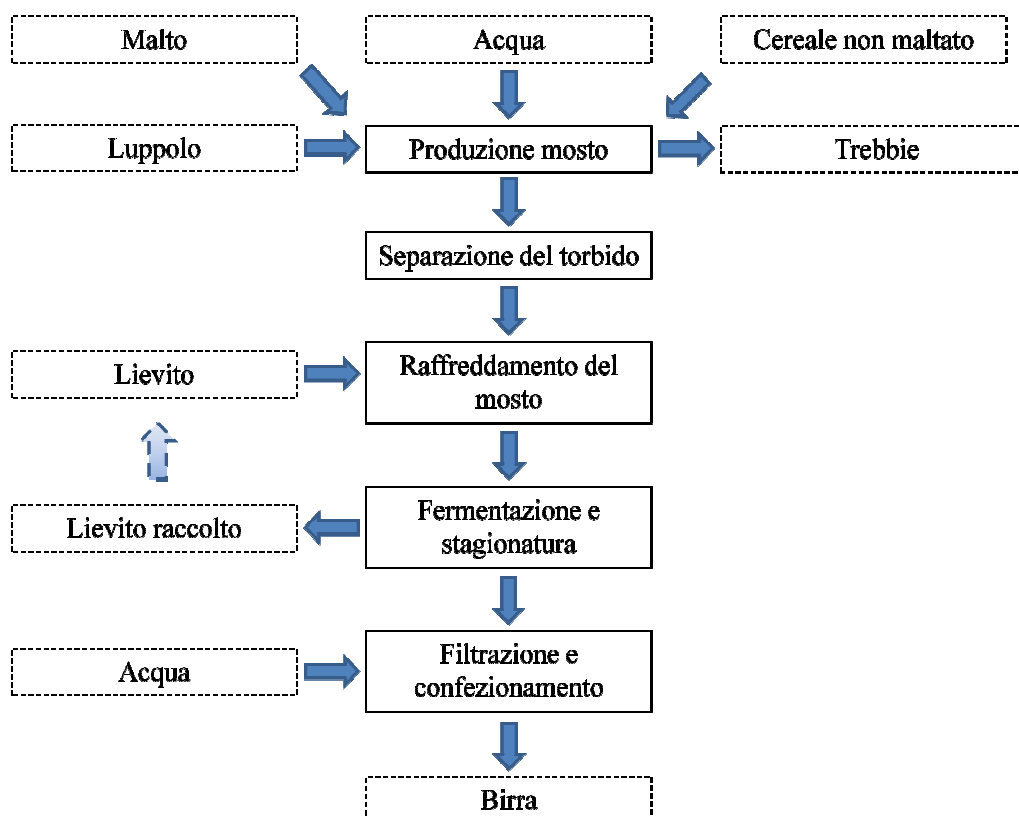 Malto
Acqua
Cereale non maltato
Luppolo
Produzione mosto
Trebbie
Separazione del torbido
Lievito
Raffreddamento del
mosto
Lievito raccolto
Fermentazione e
stagionatura
Acqua
Filtrazione e
confezionamento
Birra